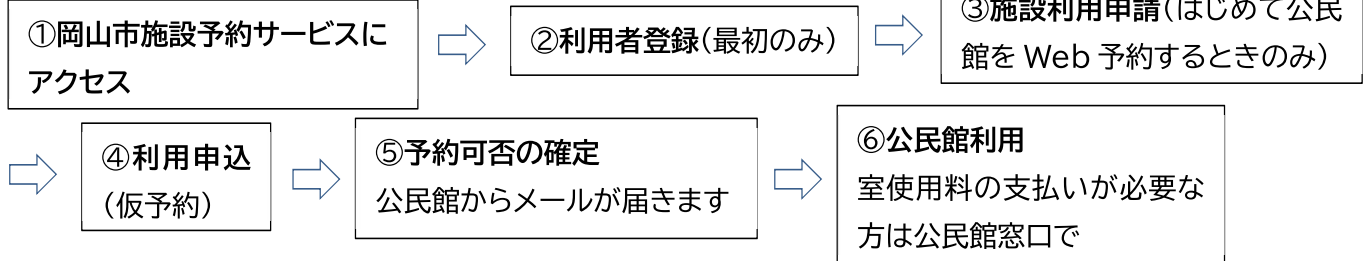 ①岡山市施設予約サービスに
アクセス
②利用者登録(最初のみ)
③施設利用申請(はじめて公民
館を Web 予約するときのみ)
④利用申込
(仮予約)
⑤予約可否の確定
公民館からメールが届きます
⑥公民館利用
室使用料の支払いが必要な
方は公民館窓口で